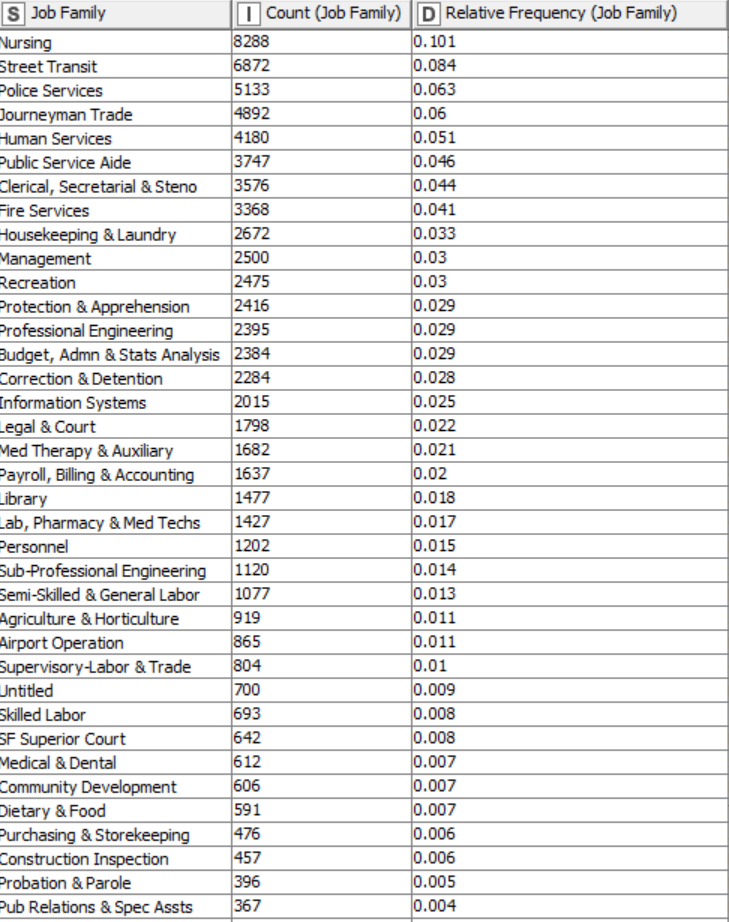 S Job Family I Count (Job Family) D Relative Frequency (Job Family)
Nursing 8288 0.101
Street Transit 6872 0.084
Police Services 5133 0.063
Journeyman Trade 4892 0.06
Human Services 4180 0.051
Public Service Aide 3747 0.046
Clerical, Secretarial & Steno 3576 0.044
Fire Services 3368 0.041
Housekeeping & Laundry 2672 0.033
Management 2500 0.03
Recreation 2475 0.03
Protection & Apprehension 2416 0.029
Professional Engineering 2395 0.029
Budget, Admn & Stats Analysis 2384 0.029
Correction & Detention 2284 0.028
Information Systems 2015 0.025
Legal & Court 1798 0.022
Med Therapy & Auxiliary 1682 0.021
Payroll, Billing & Accounting 1637 0.02
Library 1477 0.018
Lab, Pharmacy & Med Techs 1427 0.017
Personnel 1202 0.015
Sub-Professional Engineering 1120 0.014
Semi-Skilled & General Labor 1077 0.013
Agriculture & Horticulture 919 0.011
Airport Operation 865 0.011
Supervisory-Labor & Trade 804 0.01
Untitled 700 0.009
Skilled Labor 693 0.008
SF Superior Court 642 0.008
Medical & Dental 612 0.007
Community Development 606 0.007
Dietary & Food 591 0.007
Purchasing & Storekeeping 476 0.006
Construction Inspection 457 0.006
Probation & Parole 396 0.005
Pub Relations & Spec Assts 367 0.004